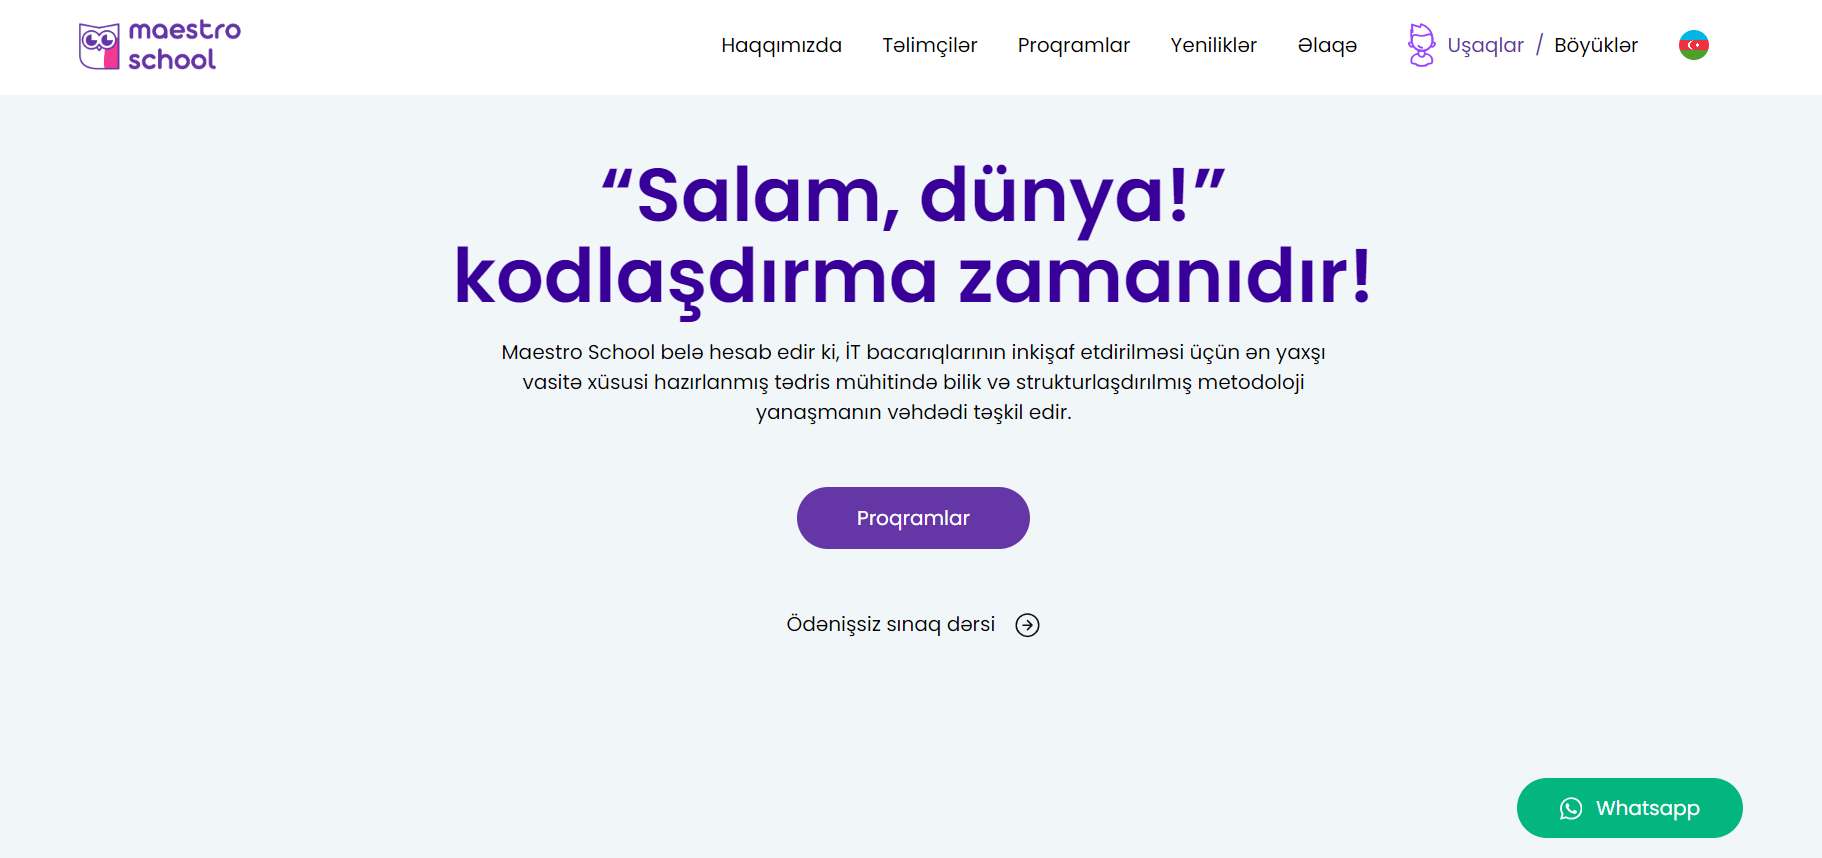 maestro
school
Haqqımızda Təlimçilər Proqramlar Yeniliklər Əlaqə Uşaqlar / Böyüklər
“Salam, dünya!”
kodlaşdırma zamanıdır!
Maestro School belə hesab edir ki, İT bacarıqlarının inkişaf etdirilməsi üçün ən yaxşı
vasitə xüsusi hazırlanmış tədris mühitində bilik və strukturlaşdırılmış metodoloji
yanaşmanın vəhdədi təşkil edir.
Proqramlar
Ödənişsiz sınaq dərsi
Whatsapp